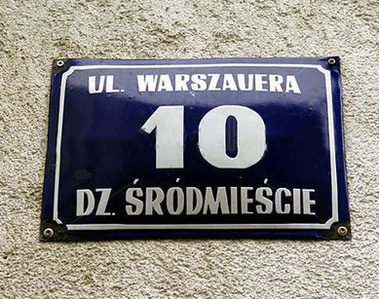 UL. WARSZAUERA
10
DZ. ŚRÓDMIEŚCIE